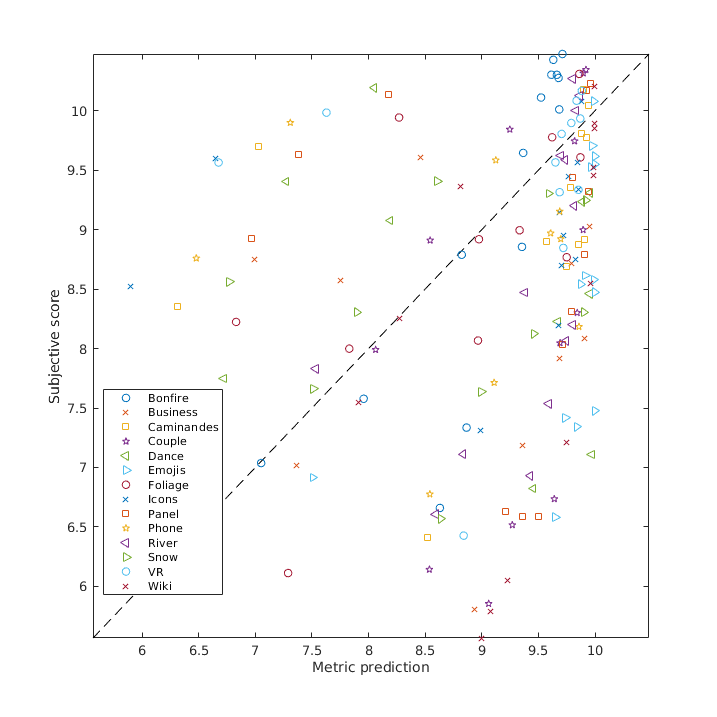 10
9.5
9
8.5
8
7.5
7
6.5
6
Subjective score
Bonfire
Business
Caminandes
Couple
Dance
Emojis
Foliage
Icons
Panel
Phone
River
Snow
VR
Wiki
6 6.5 7 7.5 8 8.5 9 9.5 10
Metric prediction